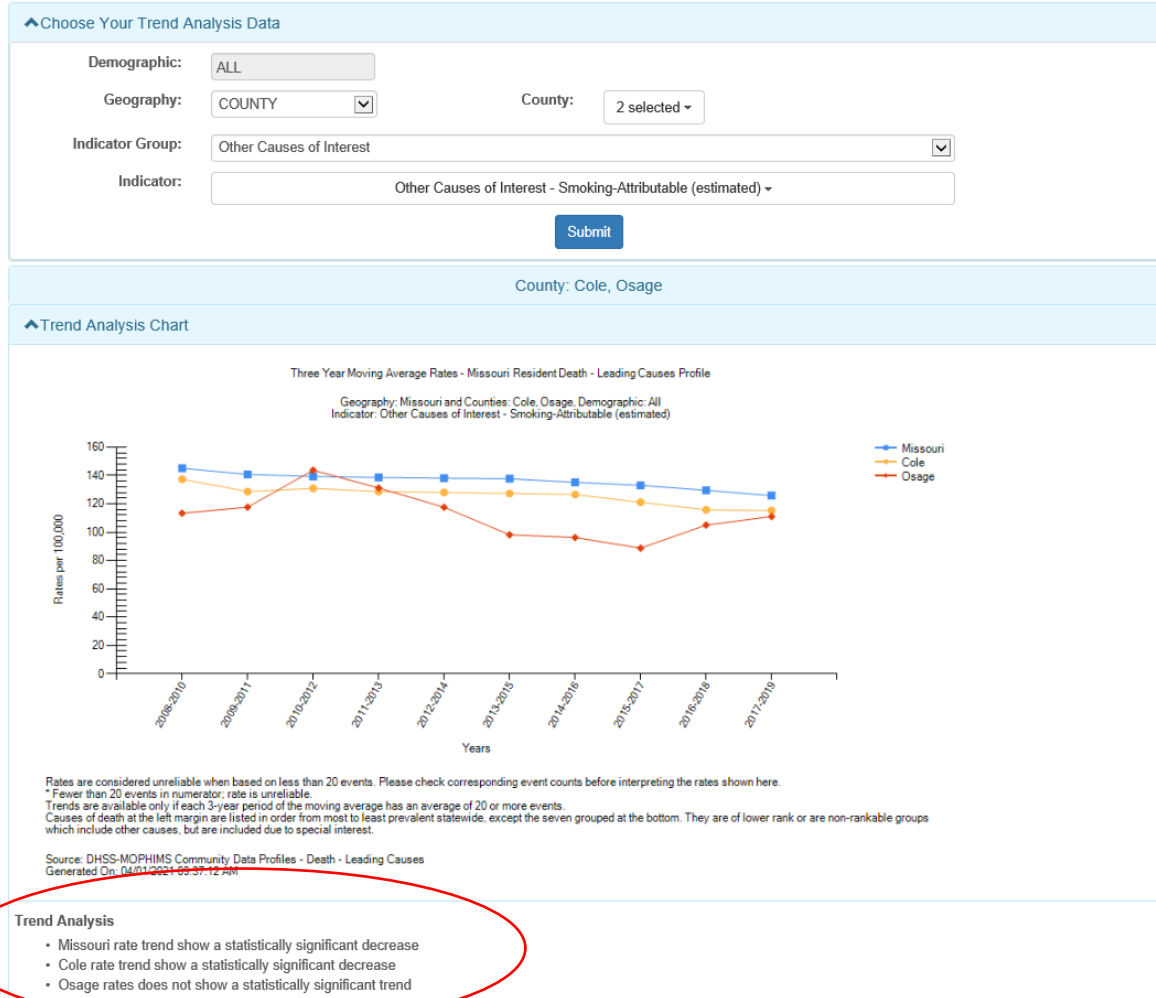 Choose Your Trend Analysis Data
Demographic: ALL
Geography: COUNTY County: 2 selected
Indicator Group: Other Causes of Interest
Indicator: Other Causes of Interest - Smoking-Attributable (estimated)
Submit
County: Cole, Osage
Trend Analysis Chart
Three Year Moving Average Rates - Missouri Resident Death - Leading Causes Profile
Geography: Missouri and Counties: Cole, Osage, Demographic: All
Indicator: Other Causes of Interest - Smoking-Attributable (estimated)
160
140
120
100
80
60
40
20
0
Rates per 100,000
Missouri
Cole
Osage
2008-2010
2009-2011
2010-2012
2011-2013
2012-2014
2013-2015
2014-2016
2015-2017
2016-2018
2017-2019
Years
Rates are considered unreliable when based on less than 20 events. Please check corresponding event counts before interpreting the rates shown here.
* Fewer than 20 events in numerator; rate is unreliable.
Trends are available only if each 3-year period of the moving average has an average of 20 or more events.
Causes of death at the left margin are listed in order from most to least prevalent statewide, except the seven grouped at the bottom. They are of lower rank or are non-rankable groups
which include other causes, but are included due to special interest.
Source: DHSS-MOPHIMS Community Data Profiles - Death - Leading Causes
Generated On: 04/01/2021 09:37:12 AM
Trend Analysis
• Missouri rate trend show a statistically significant decrease
• Cole rate trend show a statistically significant decrease
• Osage rates does not show a statistically significant trend